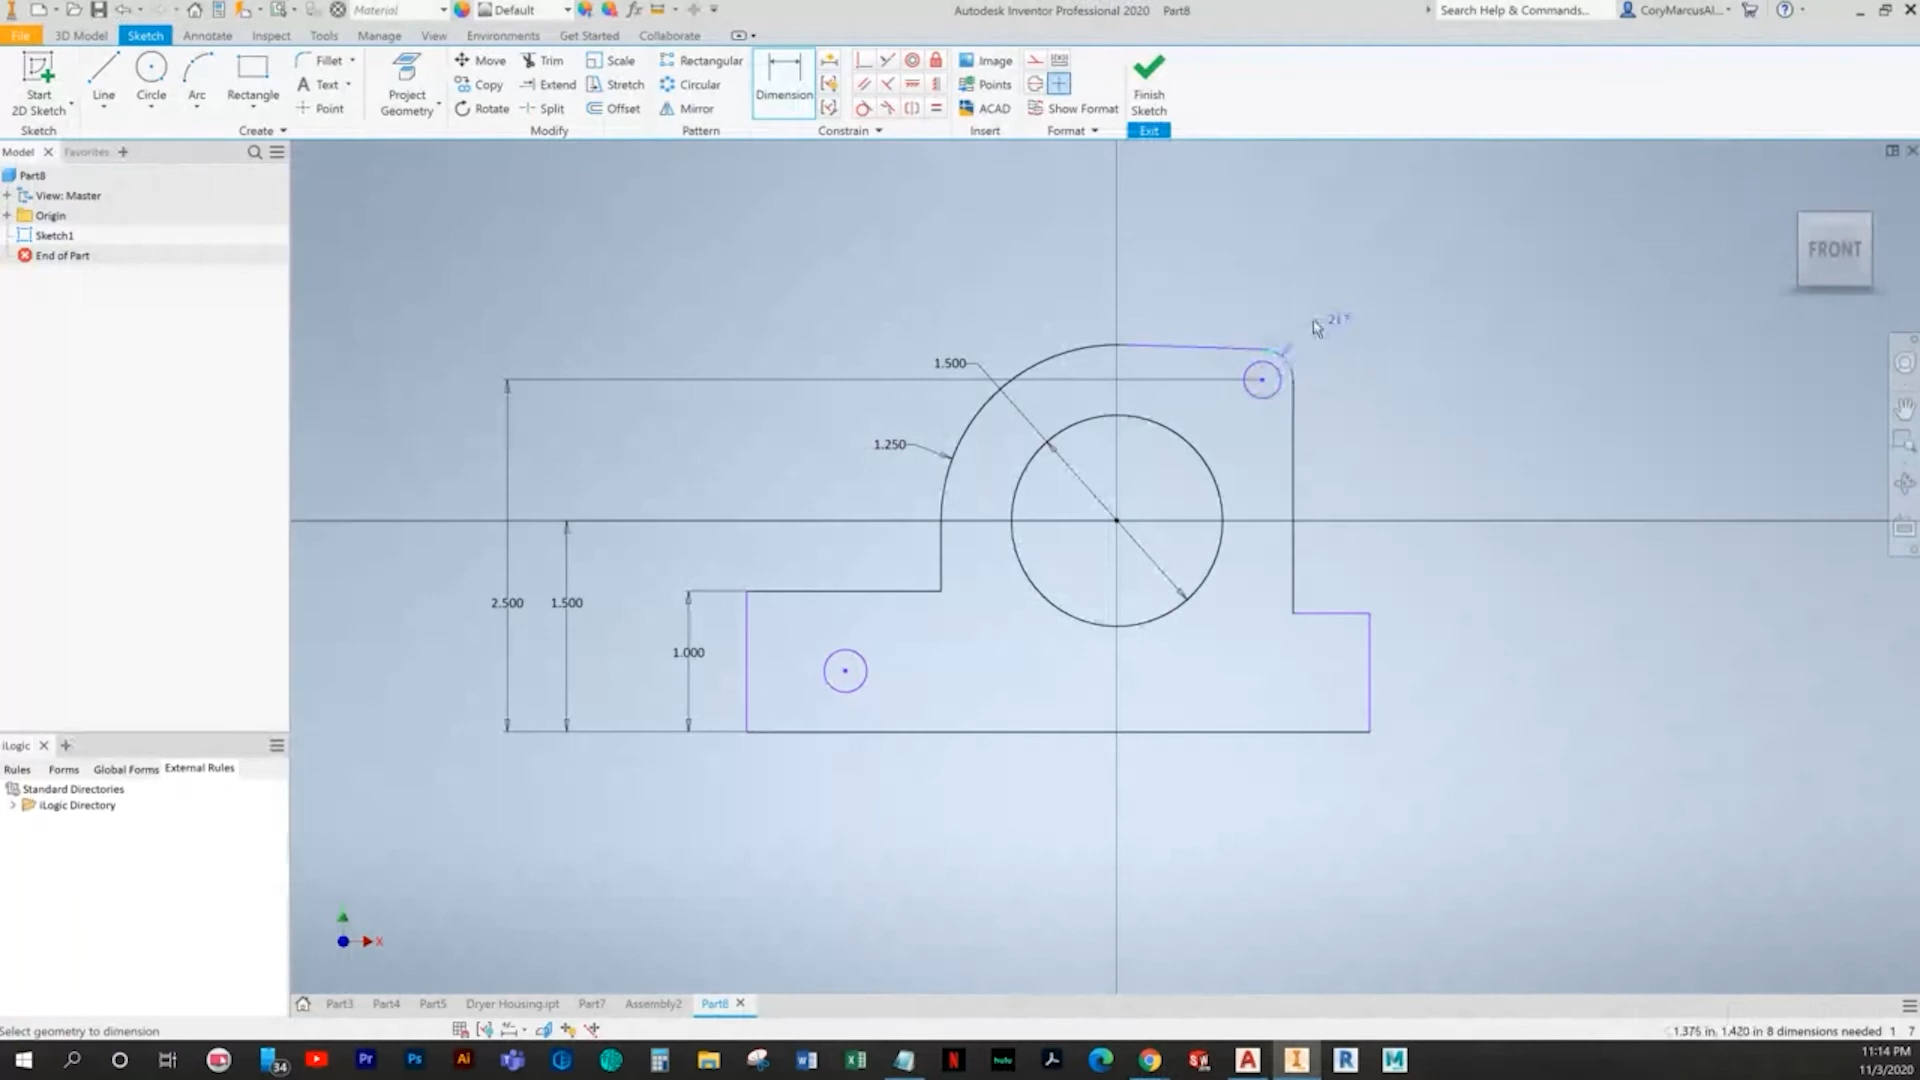 Material
Default
Autodesk Inventor Professional 2020 Part8
Search Help & Commands...
CoryMarcusAl...
File
3D Model
Sketch
Annotate
Inspect
Tools
Manage
View
Environments
Get Started
Collaborate
Start
2D Sketch
Line
Circle
Arc
Rectangle
Fillet
Text
Point
Project
Geometry
Move
Copy
Rotate
Trim
Extend
Split
Scale
Stretch
Offset
Rectangular
Circular
Mirror
Dimension
Image
Points
ACAD
Show Format
Finish
Sketch
Sketch
Create
Modify
Pattern
Constrain
Insert
Format
Exit
Model
Favorites
Part8
View: Master
Origin
Sketch1
End of Part
FRONT
1.500
1.250
2.500
1.500
1.000
iLogic
Rules
Forms
Global Forms
External Rules
Standard Directories
iLogic Directory
X
Part3
Part4
Part5
Dryer Housing.ipt
Part7
Assembly2
Part8
Select geometry to dimension
1.375 in, 1.420 in 8 dimensions needed 1 7
34
Pr
Ps
Ai
hulu
SW
A
I
R
M
11:14 PM
11/3/2020